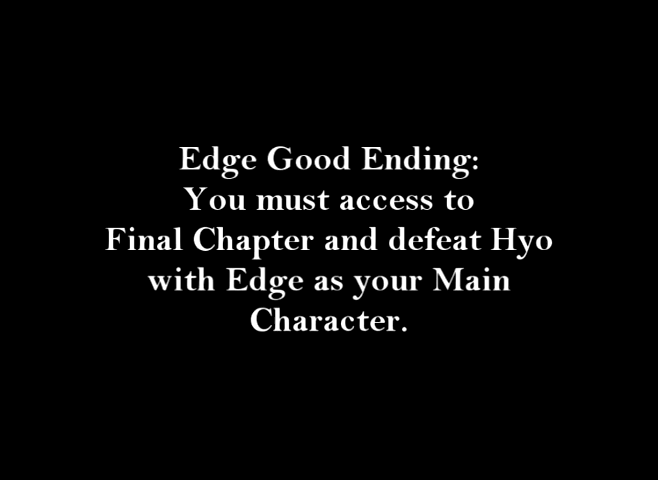 Edge Good Ending:
You must access to
Final Chapter and defeat Hyo
with Edge as your Main
Character.